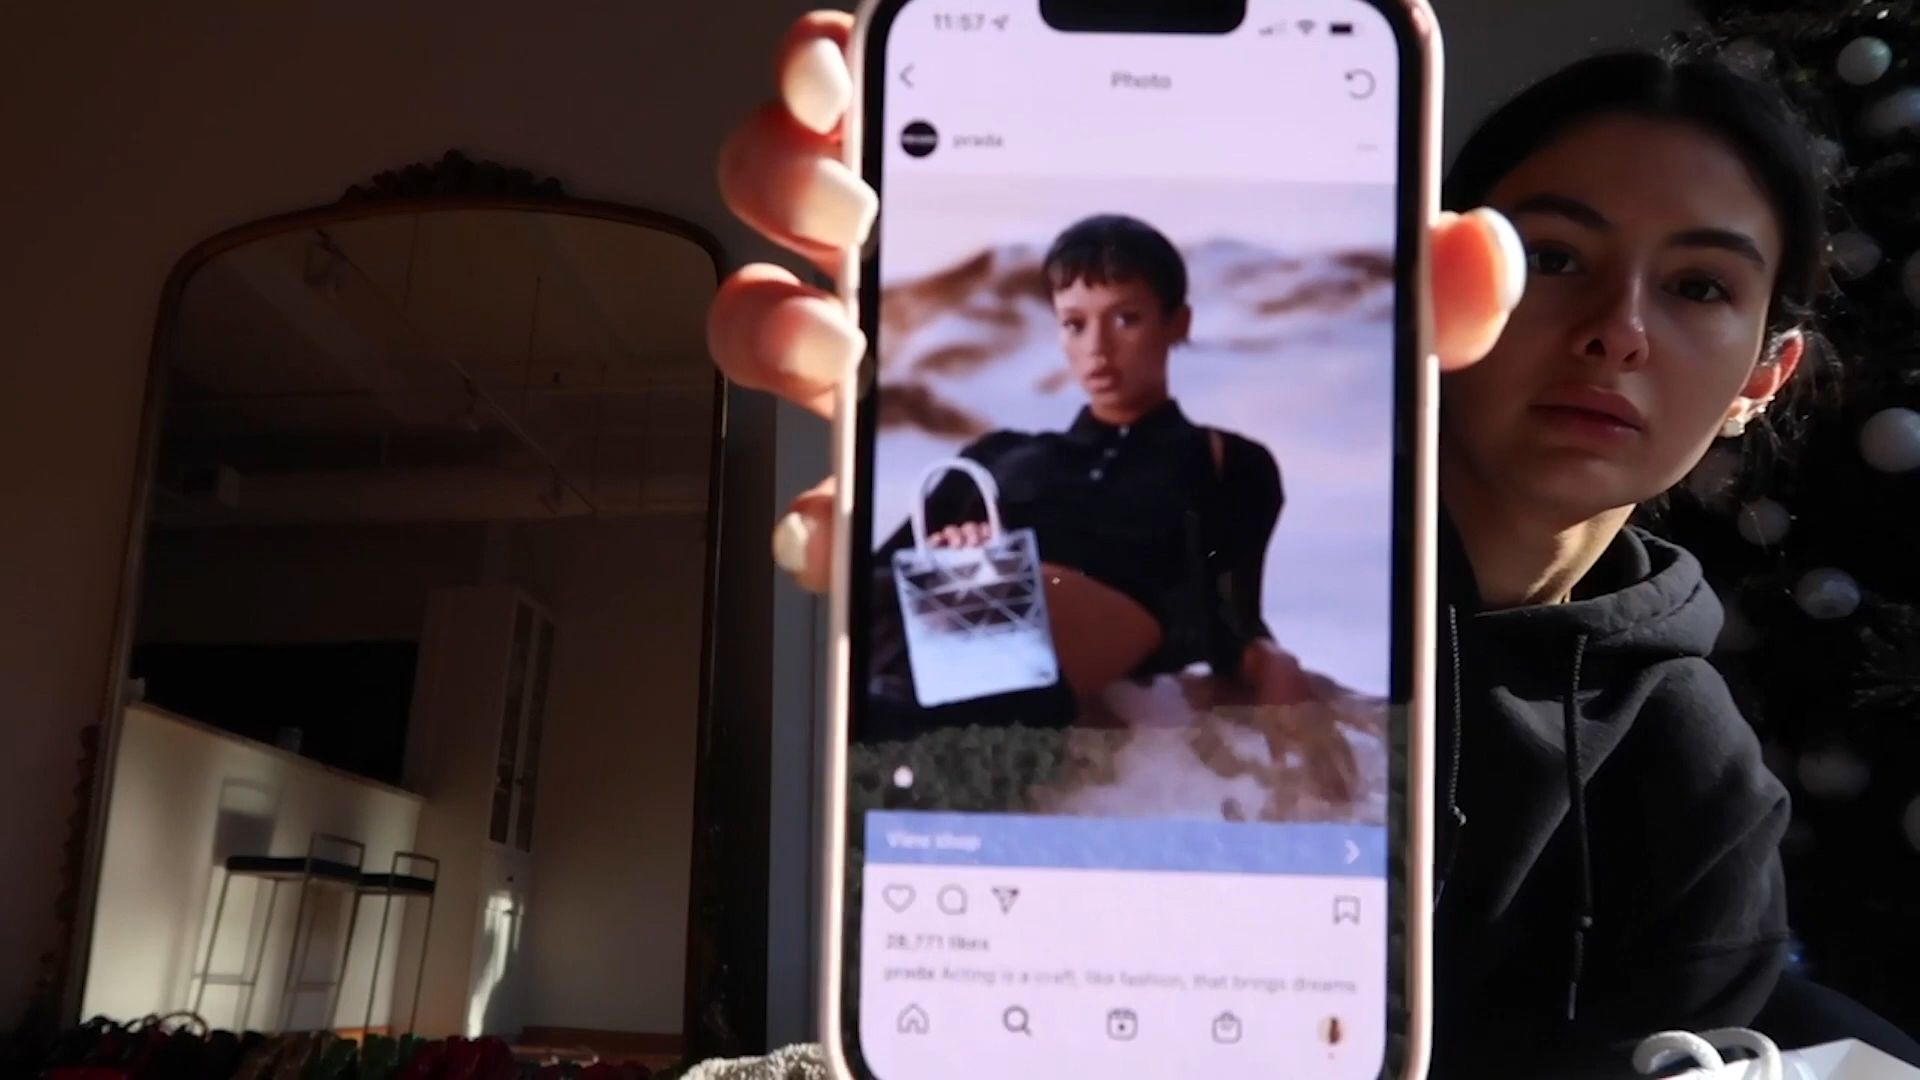 11:57
Photo
prada
View shop
28,771 likes
prada Acting is a craft, like fashion, that brings dreams